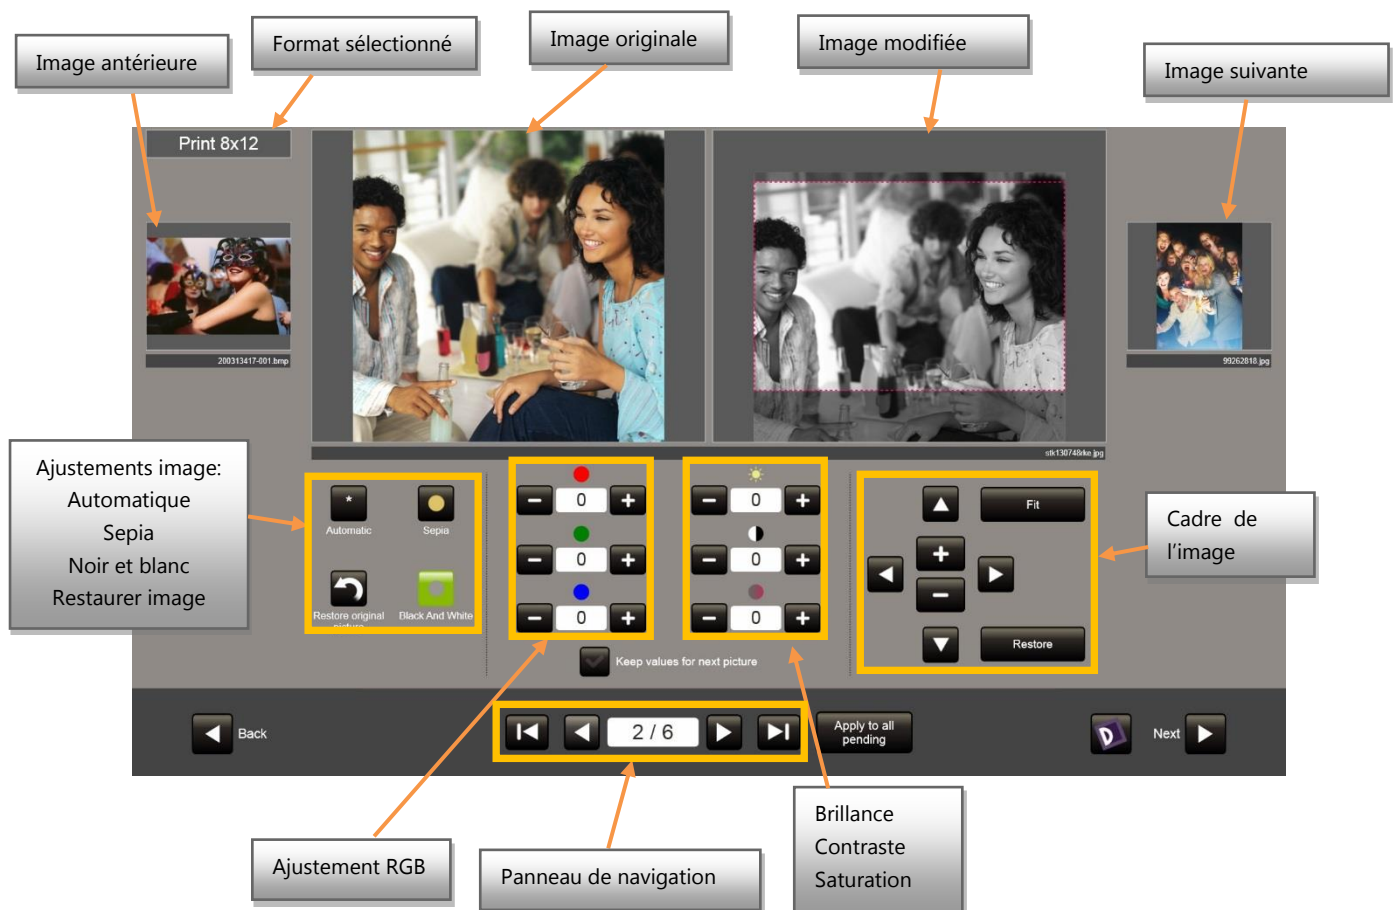 Image antérieure
Format sélectionné
Image originale
Image modifiée
Image suivante
Print 8x12
200313417-001.bmp
99262818.jpg
stk130748rke.jpg
Ajustements image:
Automatique
Sepia
Noir et blanc
Restaurer image
*
Automatic
Sepia
Restore original
picture
Black And White
0
0
0
0
0
0
Keep values for next picture
Fit
Restore
Cadre de
l’image
Back
2 / 6
Apply to all
pending
D
Next
Ajustement RGB
Panneau de navigation
Brillance
Contraste
Saturation